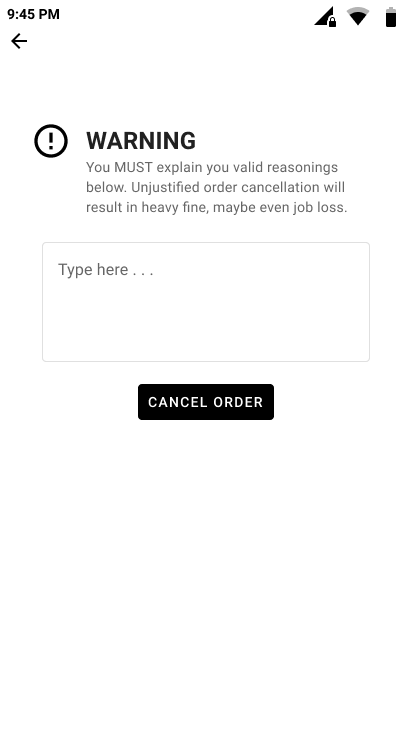 9:45 PM
WARNING
You MUST explain you valid reasonings
below. Unjustified order cancellation will
result in heavy fine, maybe even job loss.
Type here . . .
CANCEL ORDER